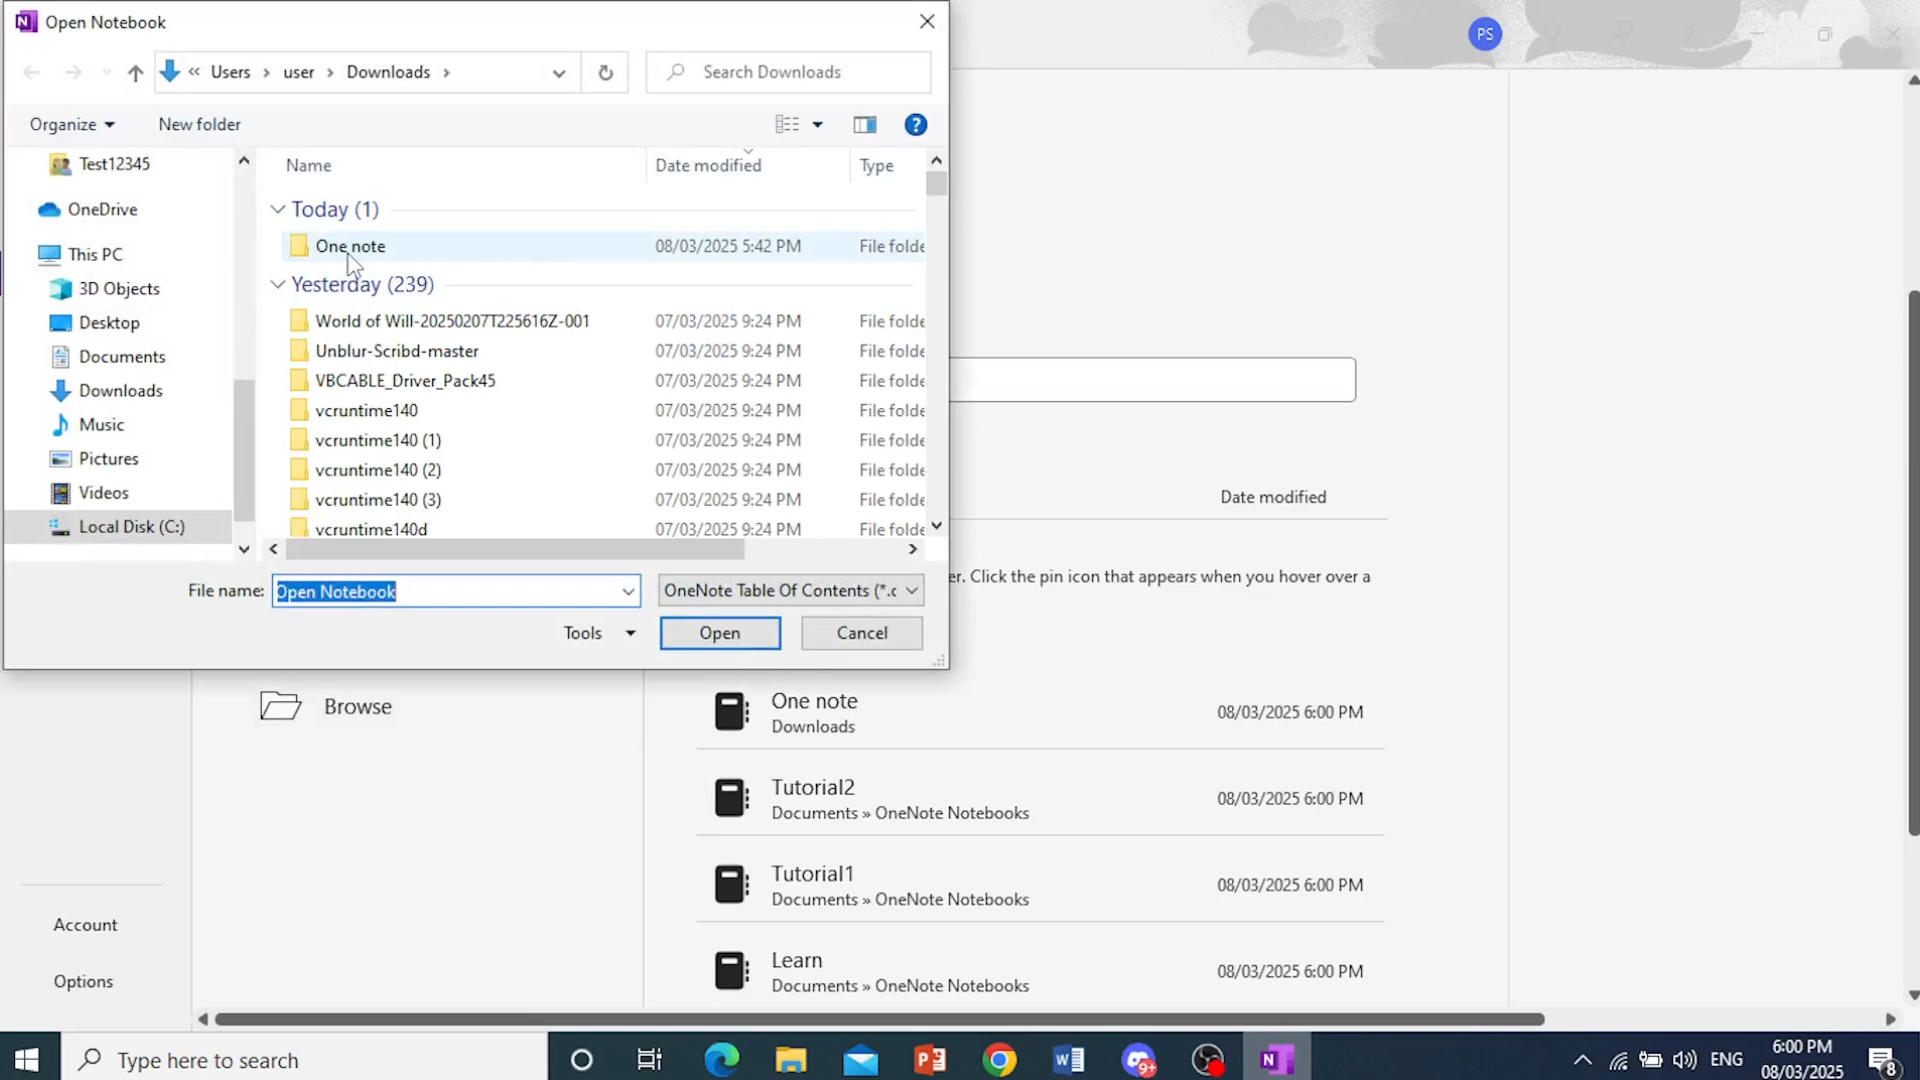 Open Notebook
PS
« Users > user > Downloads >
Search Downloads
Organize
New folder
Test12345
OneDrive
This PC
3D Objects
Desktop
Documents
Downloads
Music
Pictures
Videos
Local Disk (C:)
Name
Date modified
Type
Today (1)
One note
08/03/2025 5:42 PM
File folde
Yesterday (239)
World of Will-20250207T225616Z-001
07/03/2025 9:24 PM
File folde
Unblur-Scribd-master
07/03/2025 9:24 PM
File folde
VBCABLE_Driver_Pack45
07/03/2025 9:24 PM
File folde
vcruntime140
07/03/2025 9:24 PM
File folde
vcruntime140 (1)
07/03/2025 9:24 PM
File folde
vcruntime140 (2)
07/03/2025 9:24 PM
File folde
vcruntime140 (3)
07/03/2025 9:24 PM
File folde
vcruntime140d
07/03/2025 9:24 PM
File folde
File name:
Open Notebook
OneNote Table Of Contents (*.c
Tools
Open
Cancel
Date modified
er. Click the pin icon that appears when you hover over a
Browse
One note
Downloads
08/03/2025 6:00 PM
Tutorial2
Documents » OneNote Notebooks
08/03/2025 6:00 PM
Tutorial1
Documents » OneNote Notebooks
08/03/2025 6:00 PM
Learn
Documents » OneNote Notebooks
08/03/2025 6:00 PM
Account
Options
Type here to search
9+
ENG
6:00 PM
08/03/2025
8